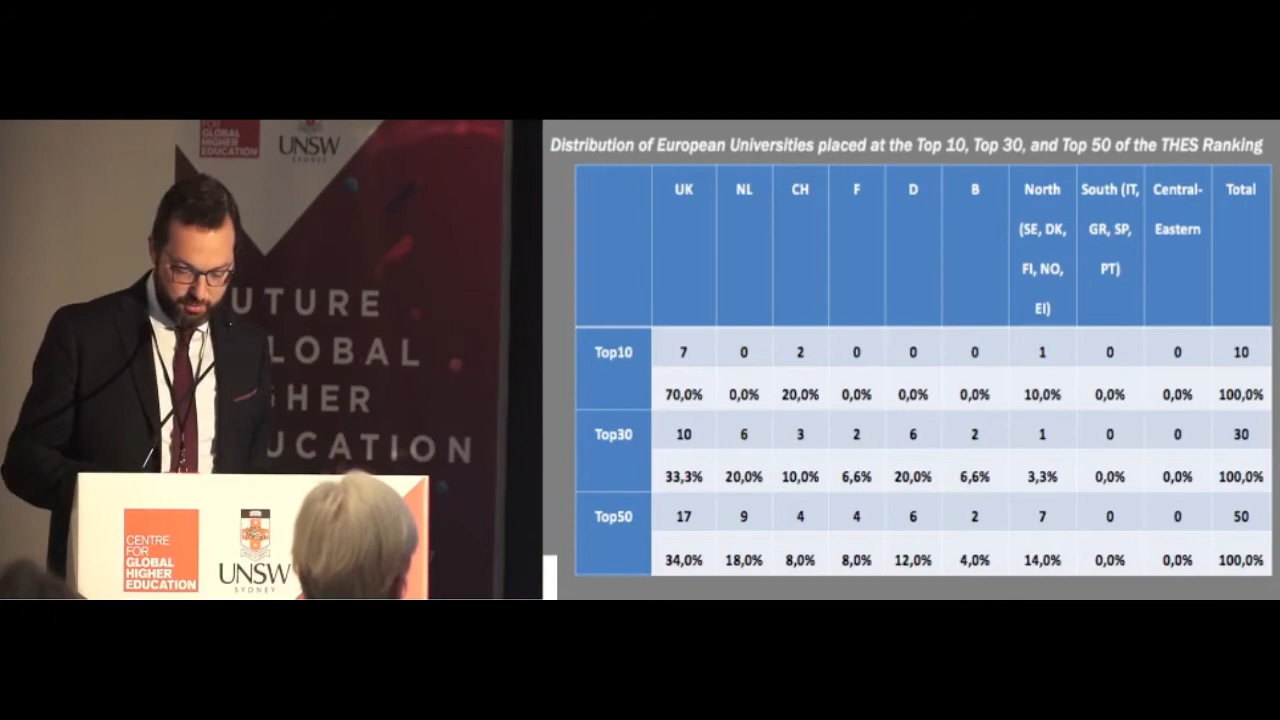 FOR
GLOBAL
HIGHER
EDUCATION
UNSW
SYDNEY
UTURE
LOBAL
HER
UCATION
CENTRE
FOR
GLOBAL
HIGHER
EDUCATION
UNSW
SYDNEY
Distribution of European Universities placed at the Top 10, Top 30, and Top 50 of the THES Ranking
UK NL CH F D B North South (IT, Central- Total
(SE, DK, GR, SP, Eastern
FI, NO, PT)
EI)
Top10 7 0 2 0 0 0 1 0 0 10
70,0% 0,0% 20,0% 0,0% 0,0% 0,0% 10,0% 0,0% 0,0% 100,0%
Top30 10 6 3 2 6 2 1 0 0 30
33,3% 20,0% 10,0% 6,6% 20,0% 6,6% 3,3% 0,0% 0,0% 100,0%
Top50 17 9 4 4 6 2 7 0 0 50
34,0% 18,0% 8,0% 8,0% 12,0% 4,0% 14,0% 0,0% 0,0% 100,0%